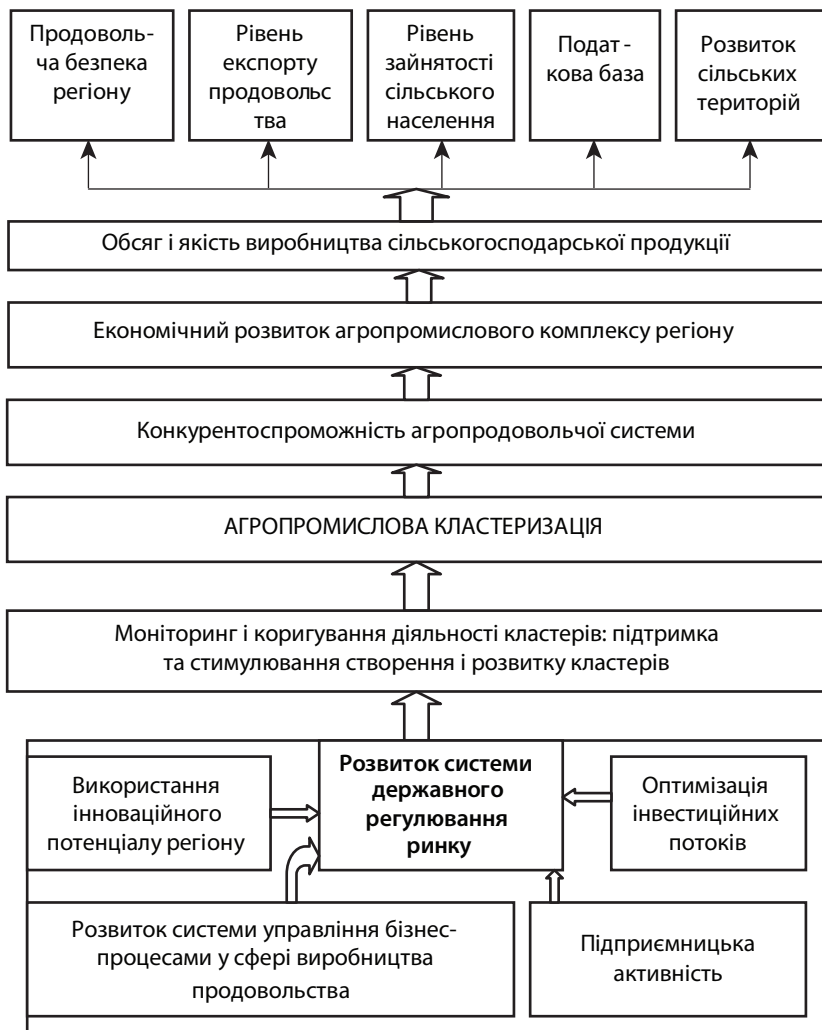 Продоволь-
ча безпека
регіону
Рівень
експорту
продовольс
тва
Рівень
зайнятості
сільського
населення
Подат -
кова база
Розвиток
сільських
територій
Обсяг і якість виробництва сільськогосподарської продукції
Економічний розвиток агропромислового комплексу регіону
Конкурентоспроможність агропродовольчої системи
АГРОПРОМИСЛОВА КЛАСТЕРИЗАЦІЯ
Моніторинг і коригування діяльності кластерів: підтримка
та стимулювання створення і розвитку кластерів
Використання
інноваційного
потенціалу регіону
Розвиток системи
державного
регулювання
ринку
Оптимізація
інвестиційних
потоків
Розвиток системи управління бізнес-
процесами у сфері виробництва
продовольства
Підприємницька
активність